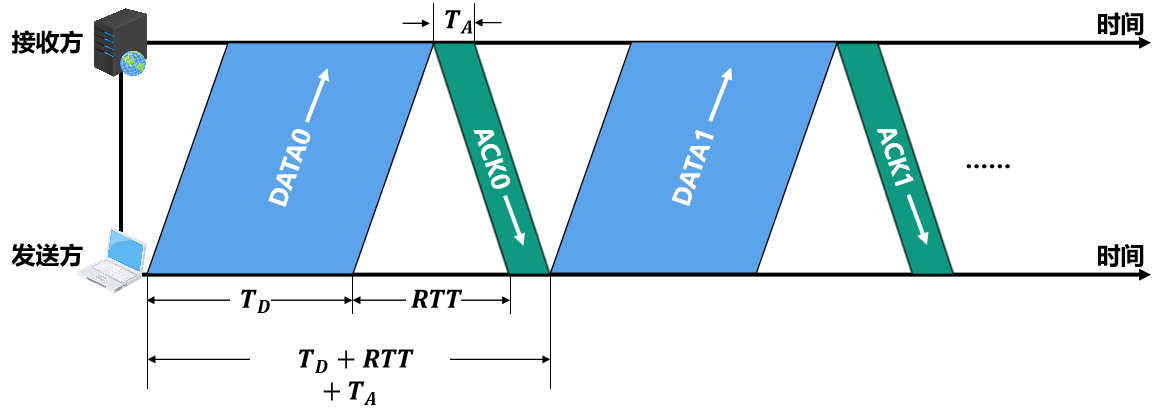 T_A
时间
接收方
DATA0
ACK0
DATA1
ACK1
......
发送方
时间
T_D
RTT
T_D + RTT
+ T_A